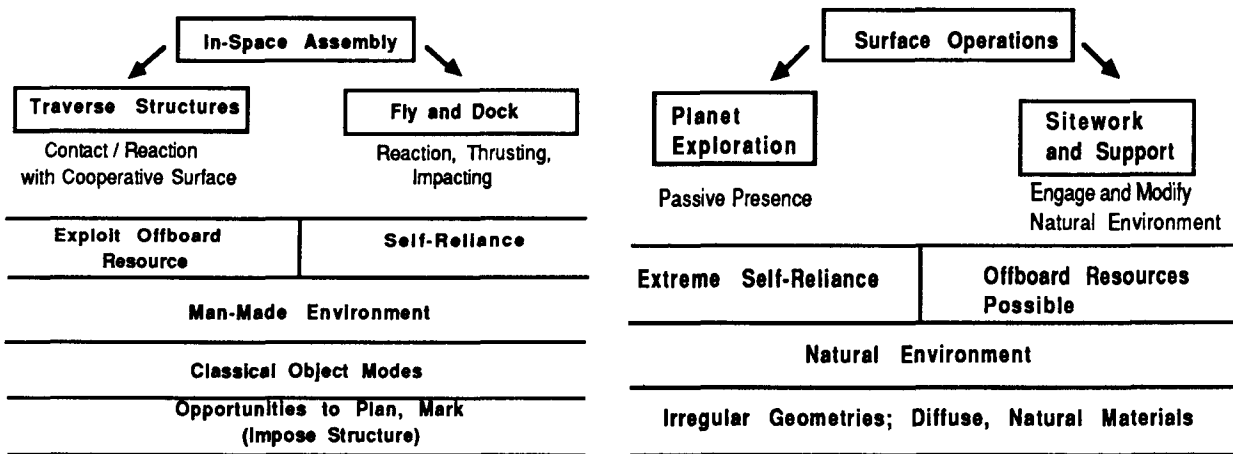 In-Space Assembly
Traverse Structures
Contact / Reaction
with Cooperative Surface
Fly and Dock
Reaction, Thrusting,
Impacting
Exploit Offboard
Resource
Self-Reliance
Man-Made Environment
Classical Object Modes
Opportunities to Plan, Mark
(Impose Structure)
Surface Operations
Planet
Exploration
Passive Presence
Sitework
and Support
Engage and Modify
Natural Environment
Extreme Self-Reliance
Offboard Resources
Possible
Natural Environment
Irregular Geometries; Diffuse, Natural Materials